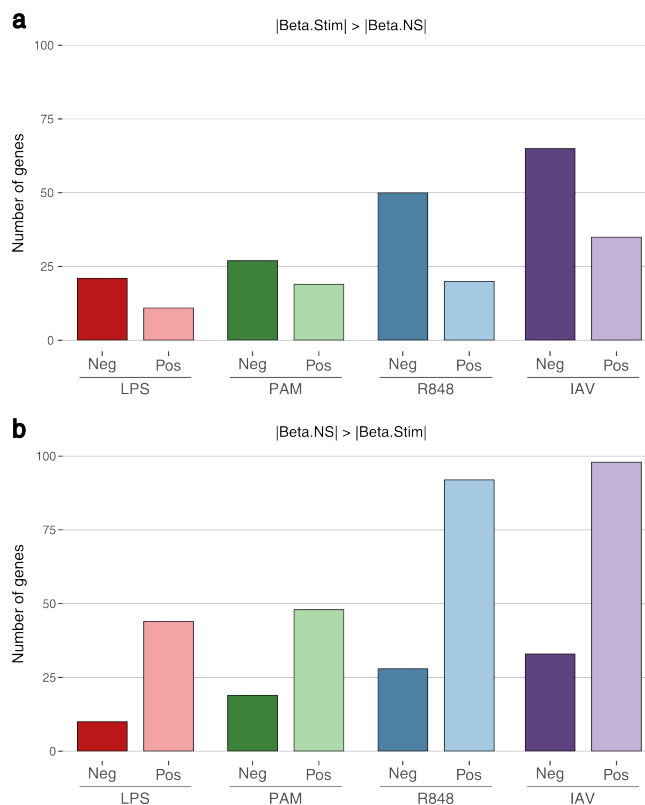 a
|Beta.Stim| > |Beta.NS|
100
75
50
25
0
Number of genes
Neg Pos Neg Pos Neg Pos Neg Pos
LPS PAM R848 IAV
b
|Beta.NS| > |Beta.Stim|
100
75
50
25
0
Number of genes
Neg Pos Neg Pos Neg Pos Neg Pos
LPS PAM R848 IAV